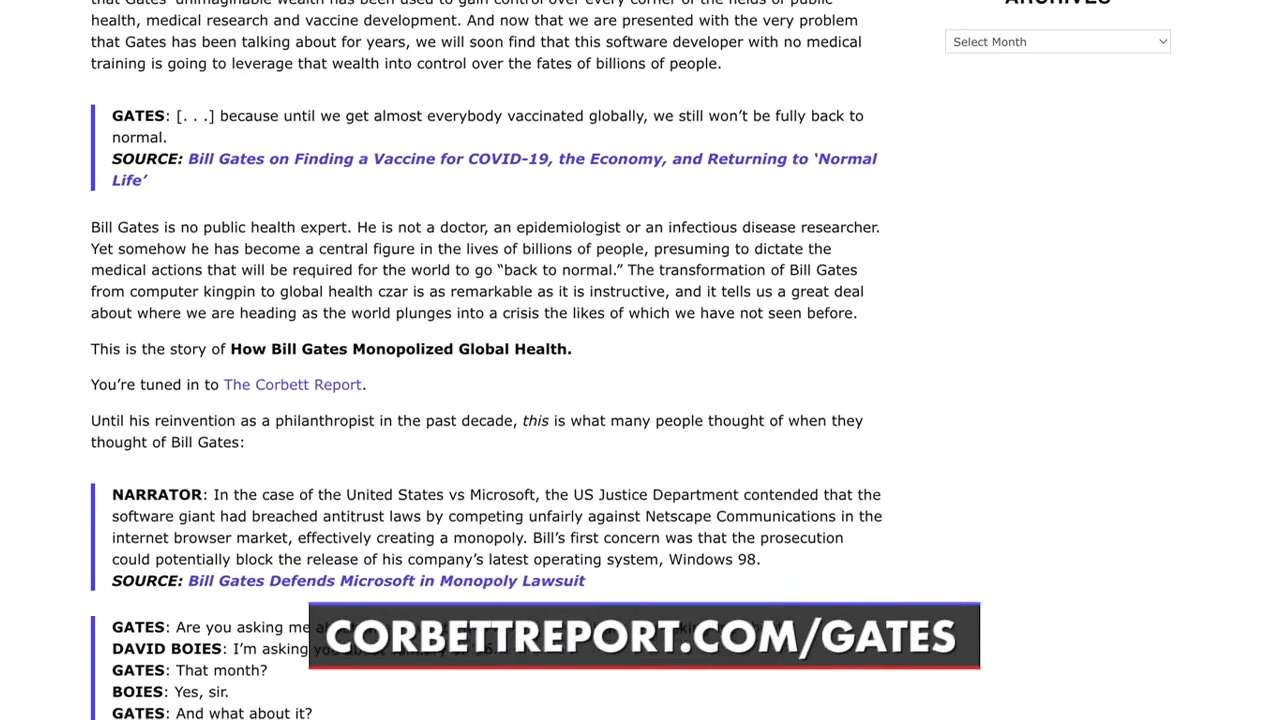 that Gates' unimaginable wealth has been used to gain control over every corner of the fields of public
ARCHIVES
health, medical research and vaccine development. And now that we are presented with the very problem
that Gates has been talking about for years, we will soon find that this software developer with no medical
Select Month
training is going to leverage that wealth into control over the fates of billions of people.
GATES: [. . .] because until we get almost everybody vaccinated globally, we still won’t be fully back to
normal.
SOURCE: Bill Gates on Finding a Vaccine for COVID-19, the Economy, and Returning to ‘Normal
Life’
Bill Gates is no public health expert. He is not a doctor, an epidemiologist or an infectious disease researcher.
Yet somehow he has become a central figure in the lives of billions of people, presuming to dictate the
medical actions that will be required for the world to go “back to normal.” The transformation of Bill Gates
from computer kingpin to global health czar is as remarkable as it is instructive, and it tells us a great deal
about where we are heading as the world plunges into a crisis the likes of which we have not seen before.
This is the story of How Bill Gates Monopolized Global Health.
You’re tuned in to The Corbett Report.
Until his reinvention as a philanthropist in the past decade, this is what many people thought of when they
thought of Bill Gates:
NARRATOR: In the case of the United States vs Microsoft, the US Justice Department contended that the
software giant had breached antitrust laws by competing unfairly against Netscape Communications in the
internet browser market, effectively creating a monopoly. Bill’s first concern was that the prosecution
could potentially block the release of his company’s latest operating system, Windows 98.
SOURCE: Bill Gates Defends Microsoft in Monopoly Lawsuit
GATES: Are you asking me
CORBETTREPORT.COM/GATES
DAVID BOIES: I’m asking
GATES: That month?
BOIES: Yes, sir.
GATES: And what about it?